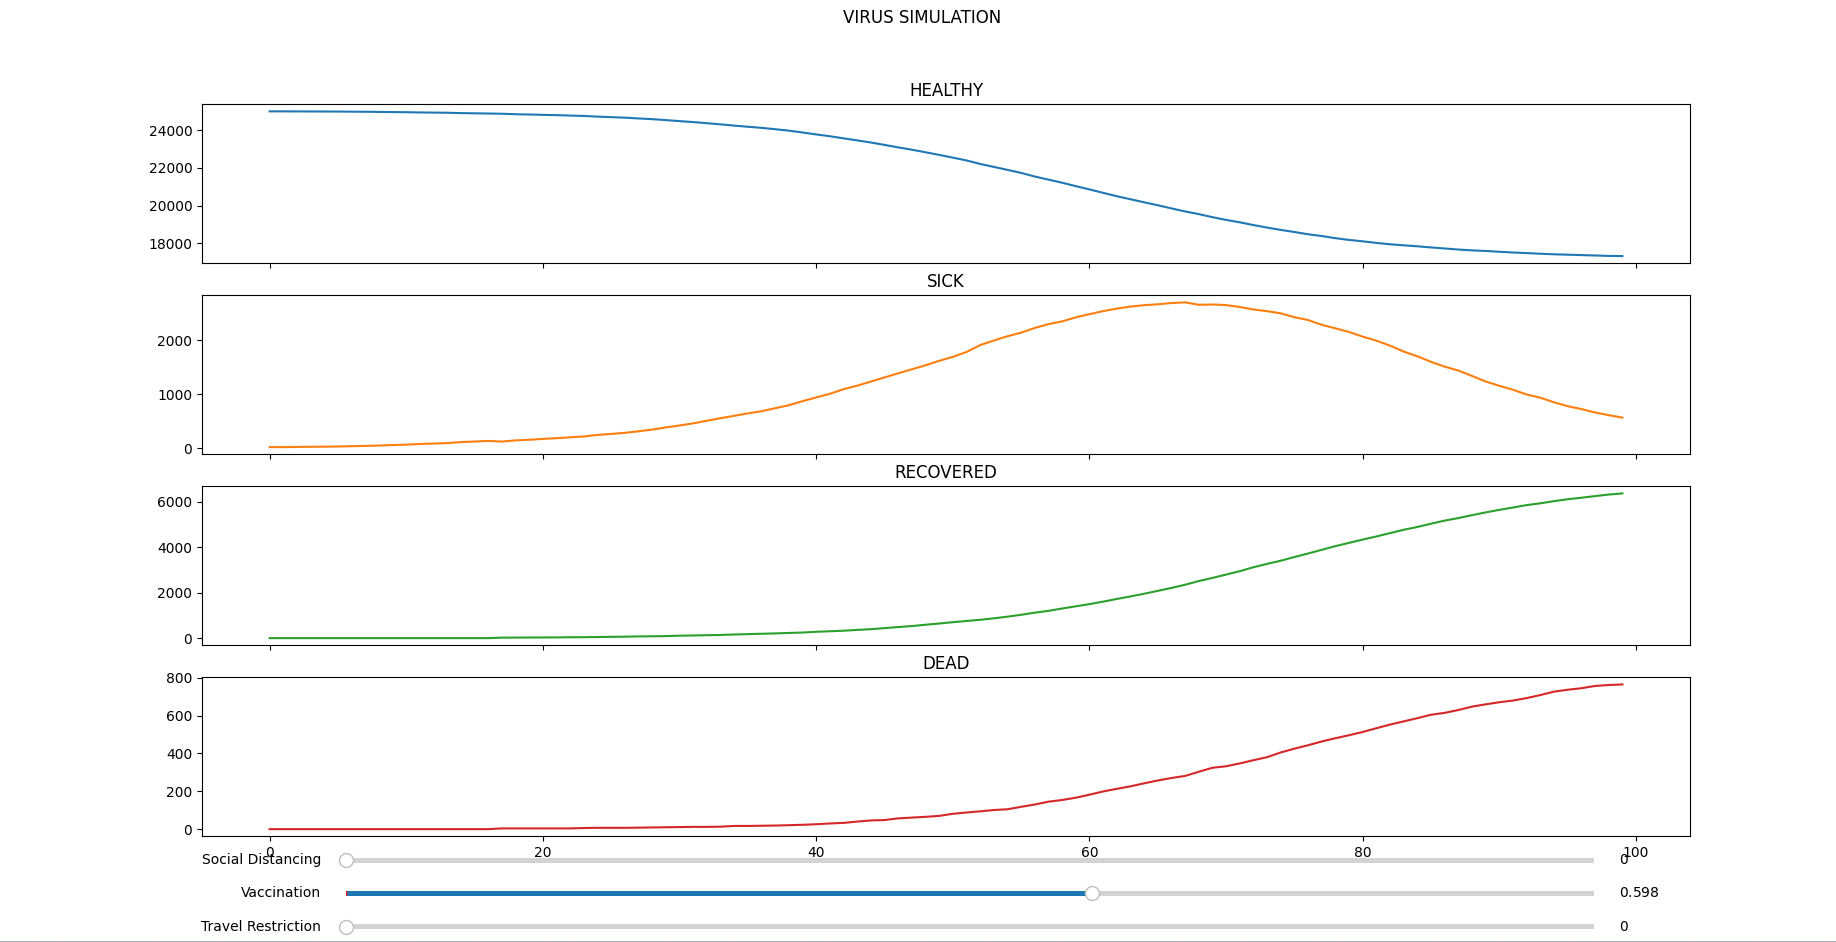 VIRUS SIMULATION
HEALTHY
24000
22000
20000
18000
SICK
2000
1000
0
RECOVERED
6000
4000
2000
0
DEAD
800
600
400
200
0
0 20 40 60 80 100
Social Distancing 0
Vaccination 0.598
Travel Restriction 0